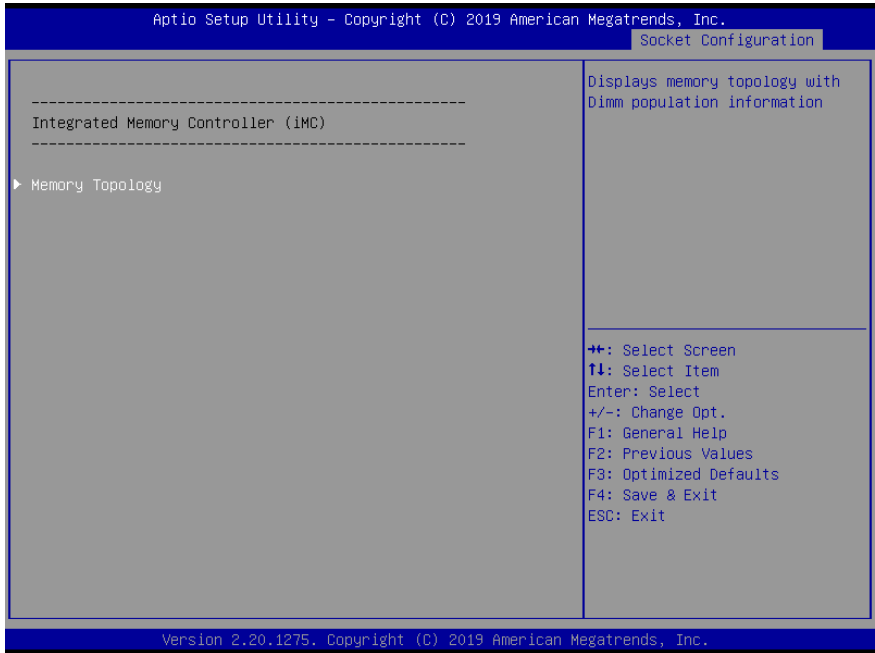 Aptio Setup Utility – Copyright (C) 2019 American Megatrends, Inc.
Socket Configuration
Displays memory topology with
Dimm population information
--------------------------------------------------
Integrated Memory Controller (iMC)
--------------------------------------------------
Memory Topology
→←: Select Screen
↑↓: Select Item
Enter: Select
+/-: Change Opt.
F1: General Help
F2: Previous Values
F3: Optimized Defaults
F4: Save & Exit
ESC: Exit
Version 2.20.1275. Copyright (C) 2019 American Megatrends, Inc.